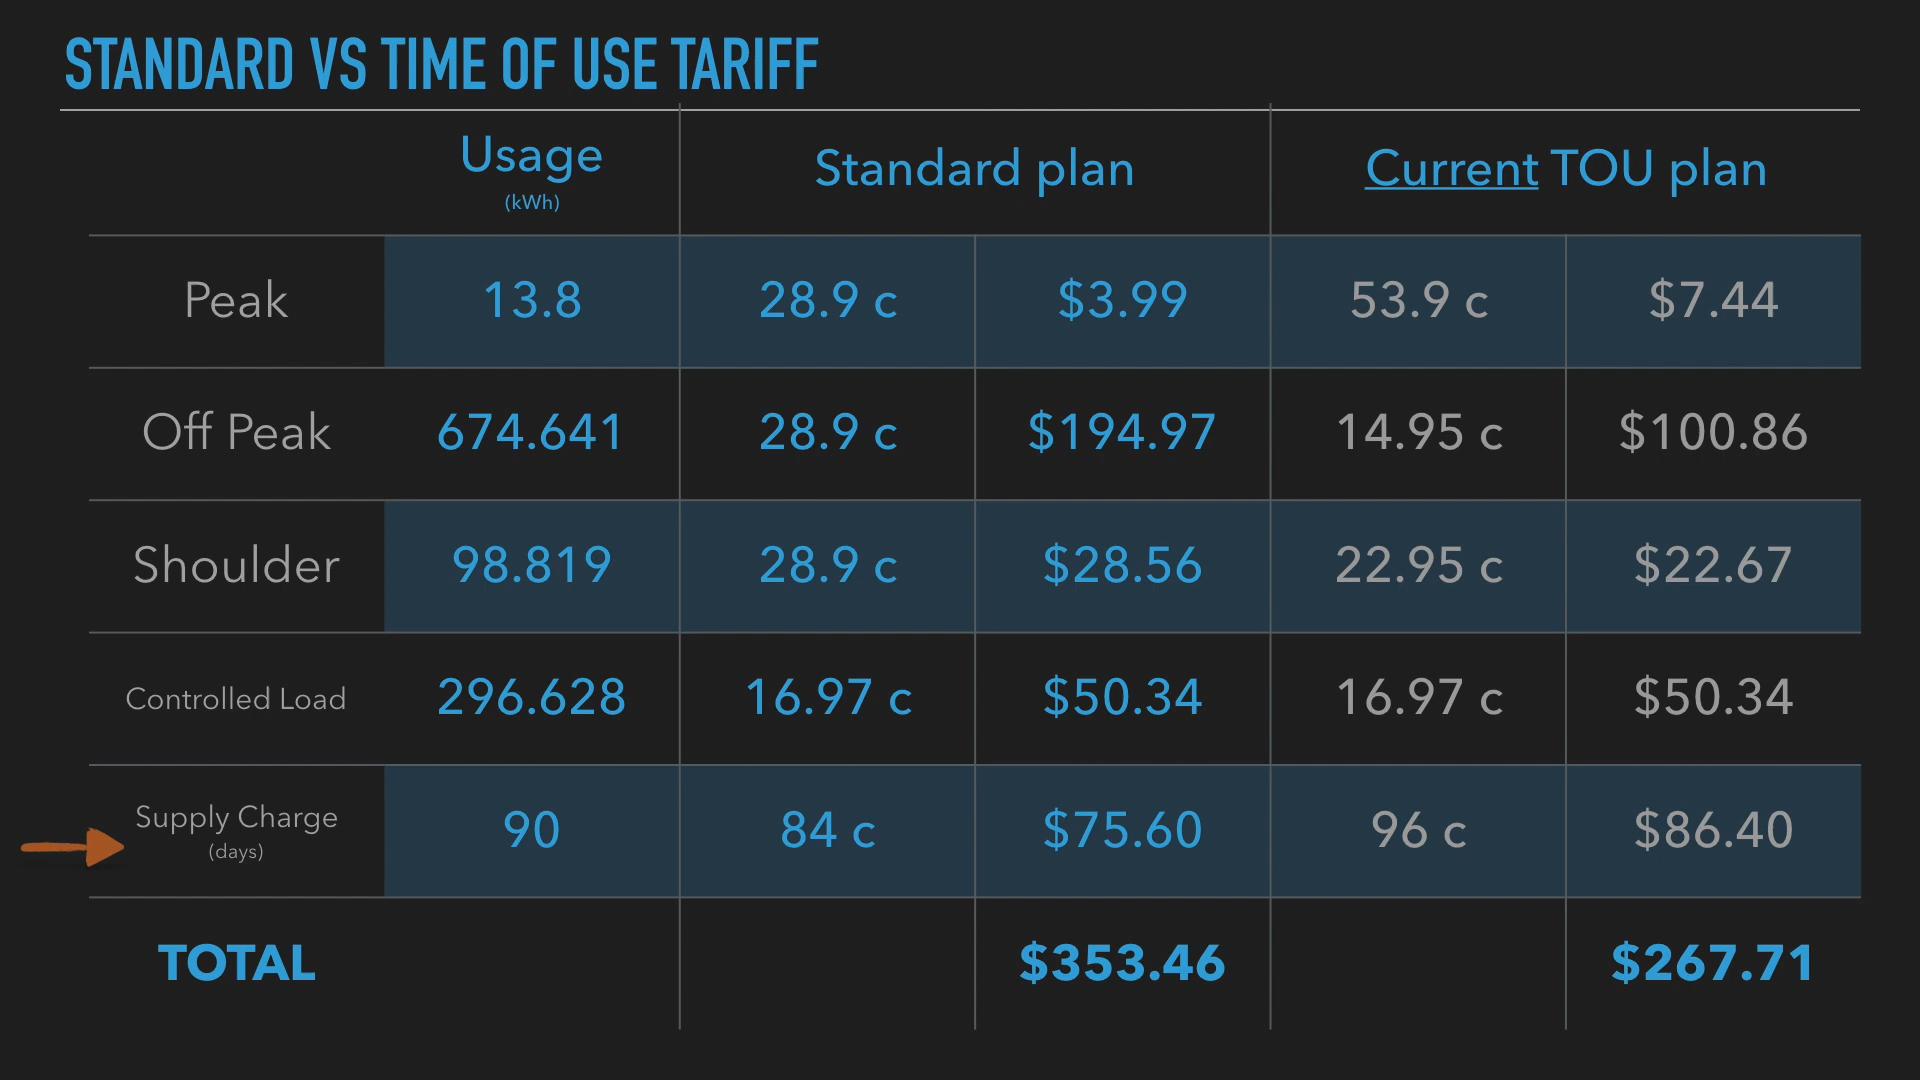 STANDARD VS TIME OF USE TARIFF
Usage
(kWh)
Standard plan
Current TOU plan
Peak 13.8 28.9 c $3.99 53.9 c $7.44
Off Peak 674.641 28.9 c $194.97 14.95 c $100.86
Shoulder 98.819 28.9 c $28.56 22.95 c $22.67
Controlled Load 296.628 16.97 c $50.34 16.97 c $50.34
Supply Charge
(days)
90 84 c $75.60 96 c $86.40
TOTAL $353.46 $267.71